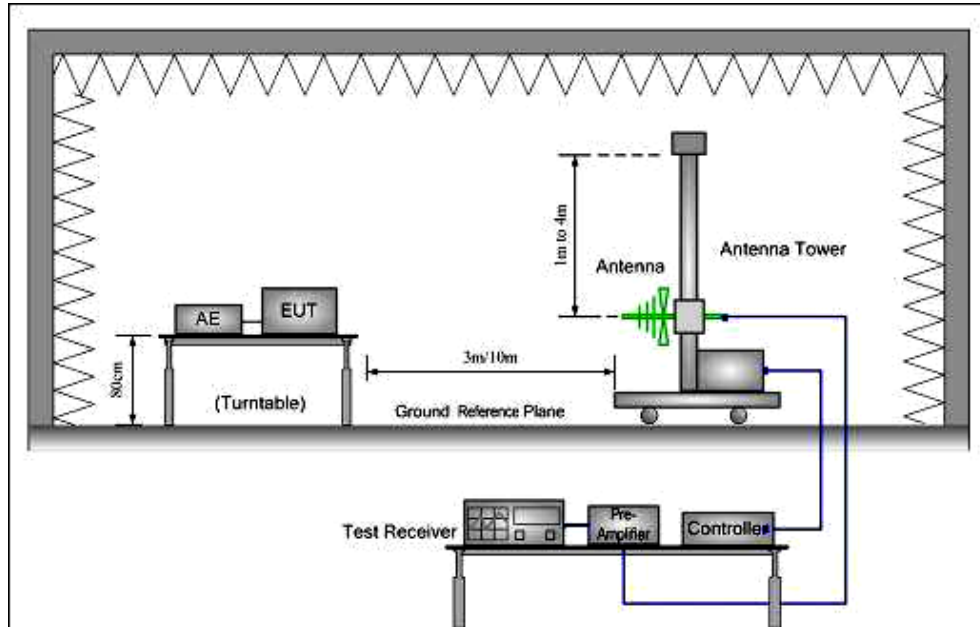 1m to 4m
Antenna
Antenna Tower
AE
EUT
80cm
(Turntable)
3m/10m
Ground Reference Plane
Test Receiver
Pre-
Amplifier
Controller